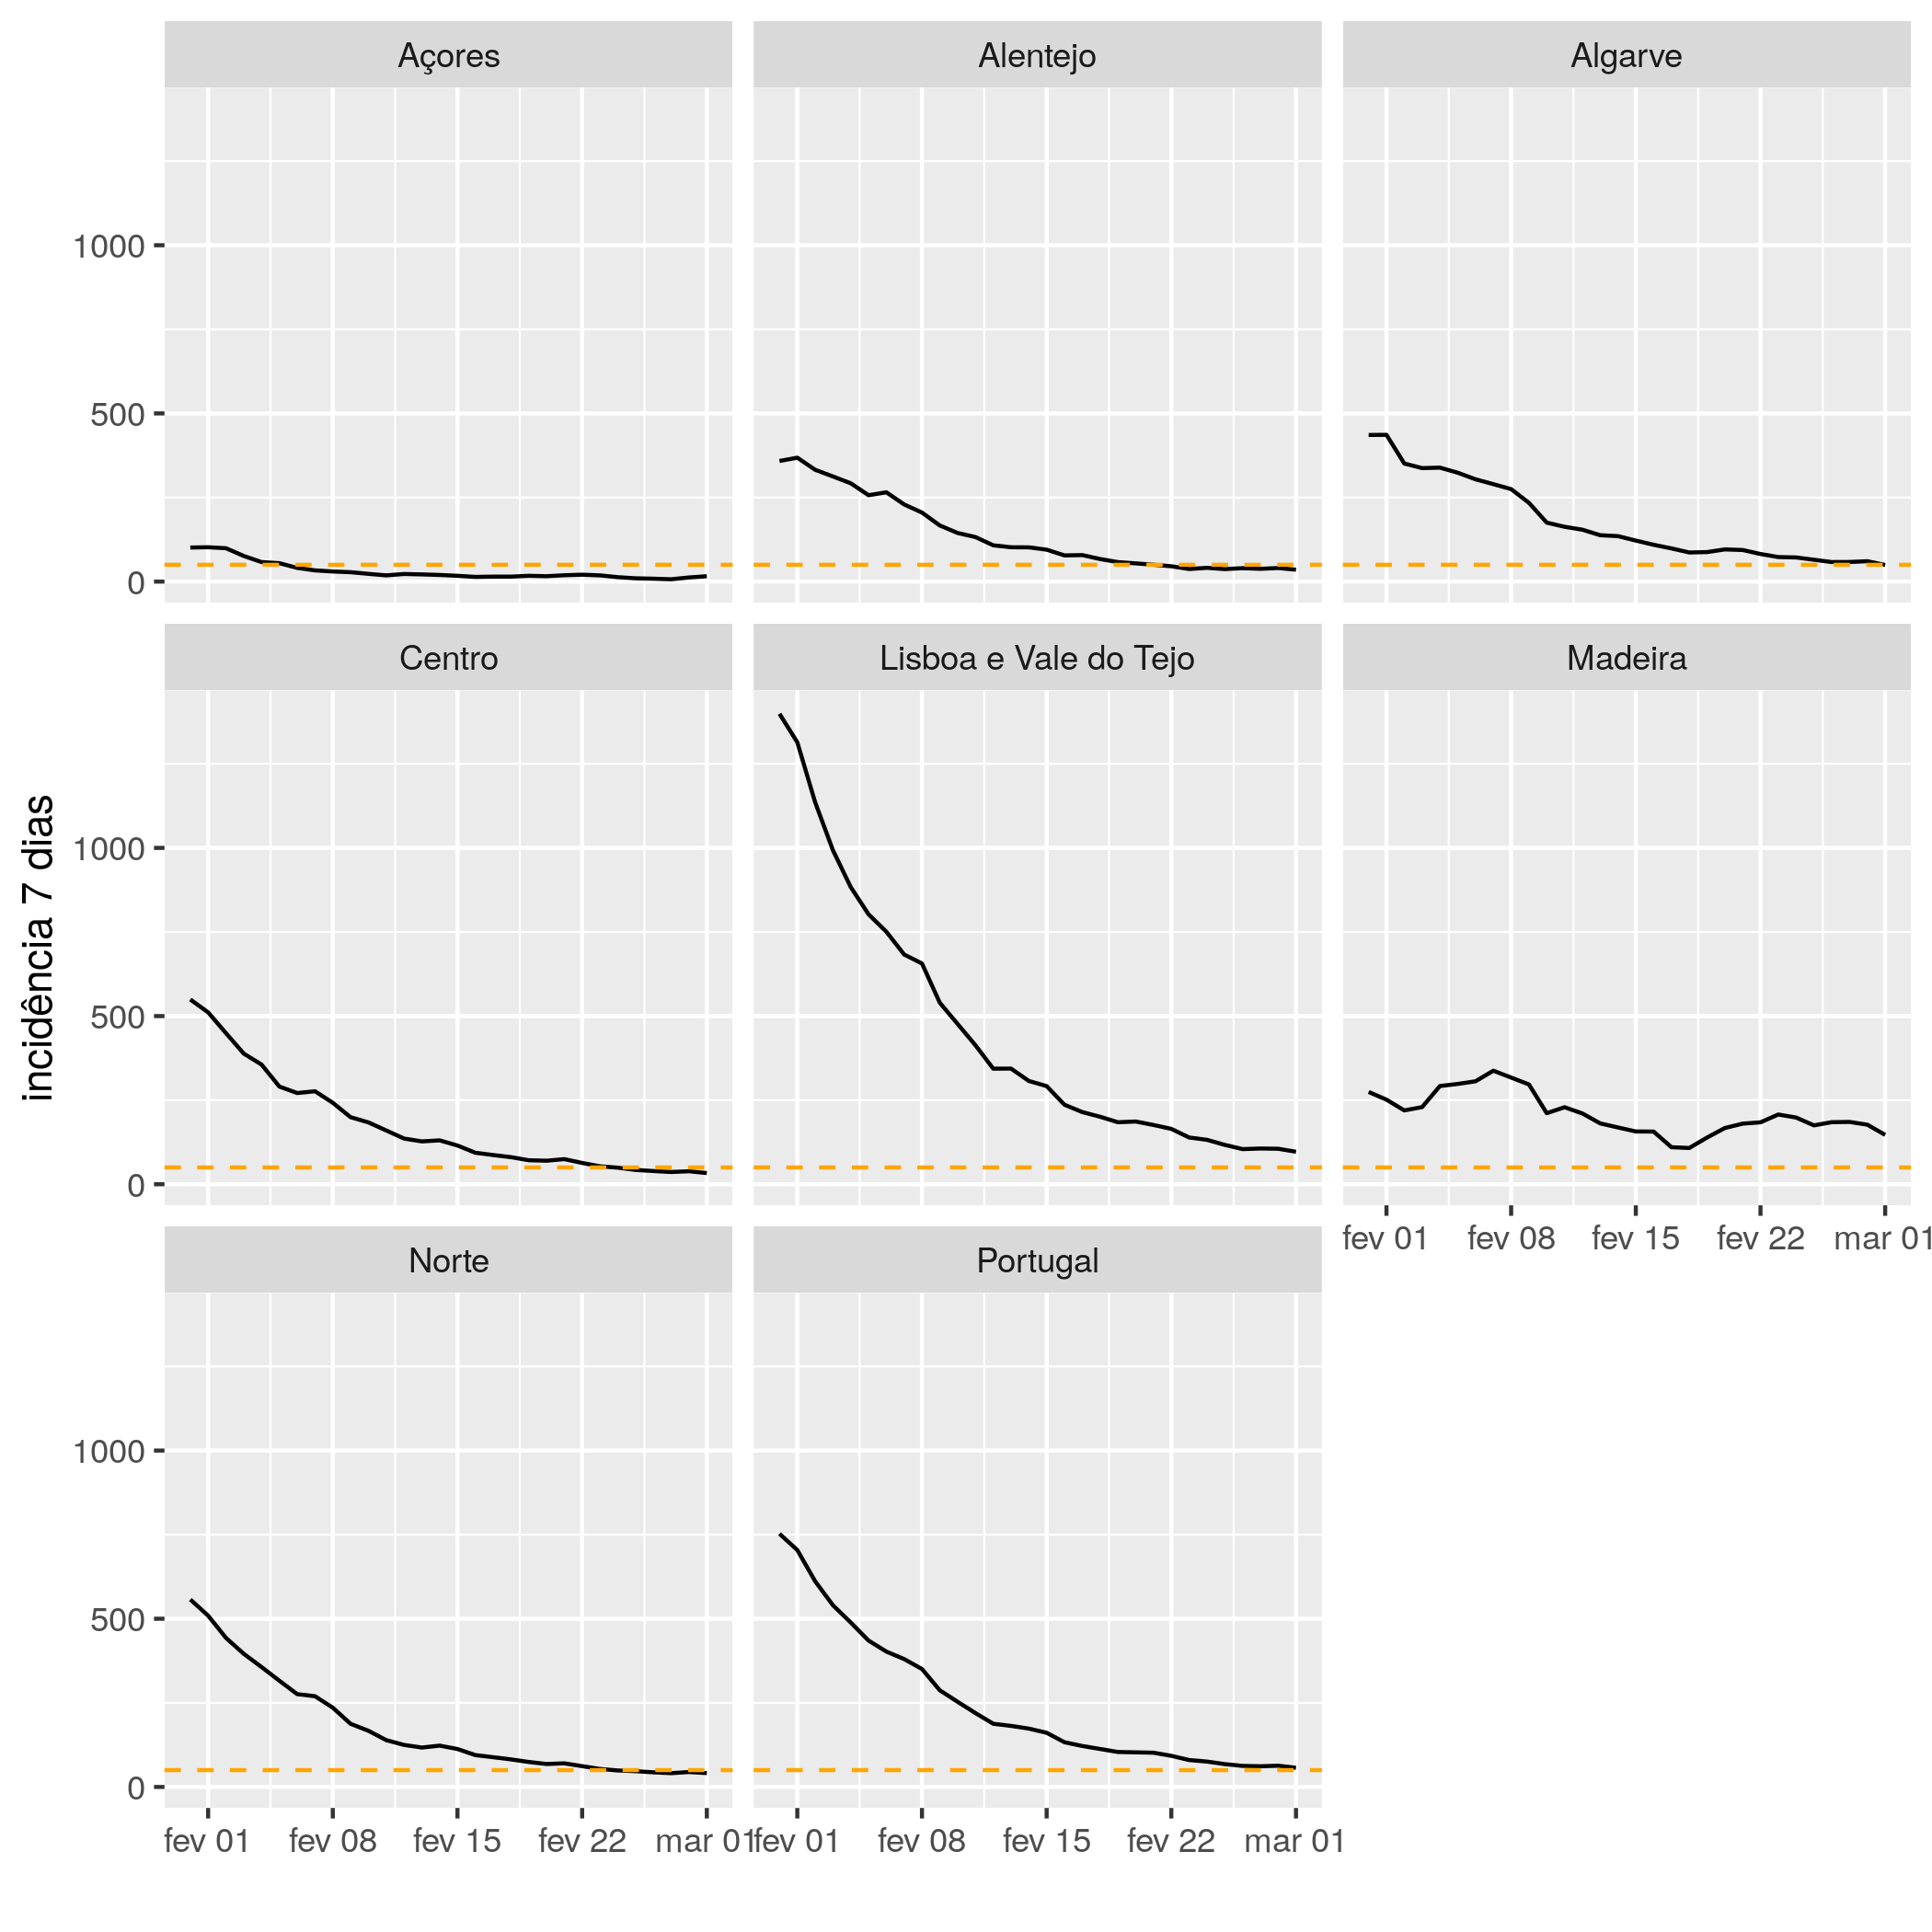 Açores
Alentejo
Algarve
1000
500
0
Centro
Lisboa e Vale do Tejo
Madeira
incidência 7 dias
1000
500
0
fev 01 fev 08 fev 15 fev 22 mar 01
Norte
Portugal
1000
500
0
fev 01 fev 08 fev 15 fev 22 mar 01
fev 01 fev 08 fev 15 fev 22 mar 01